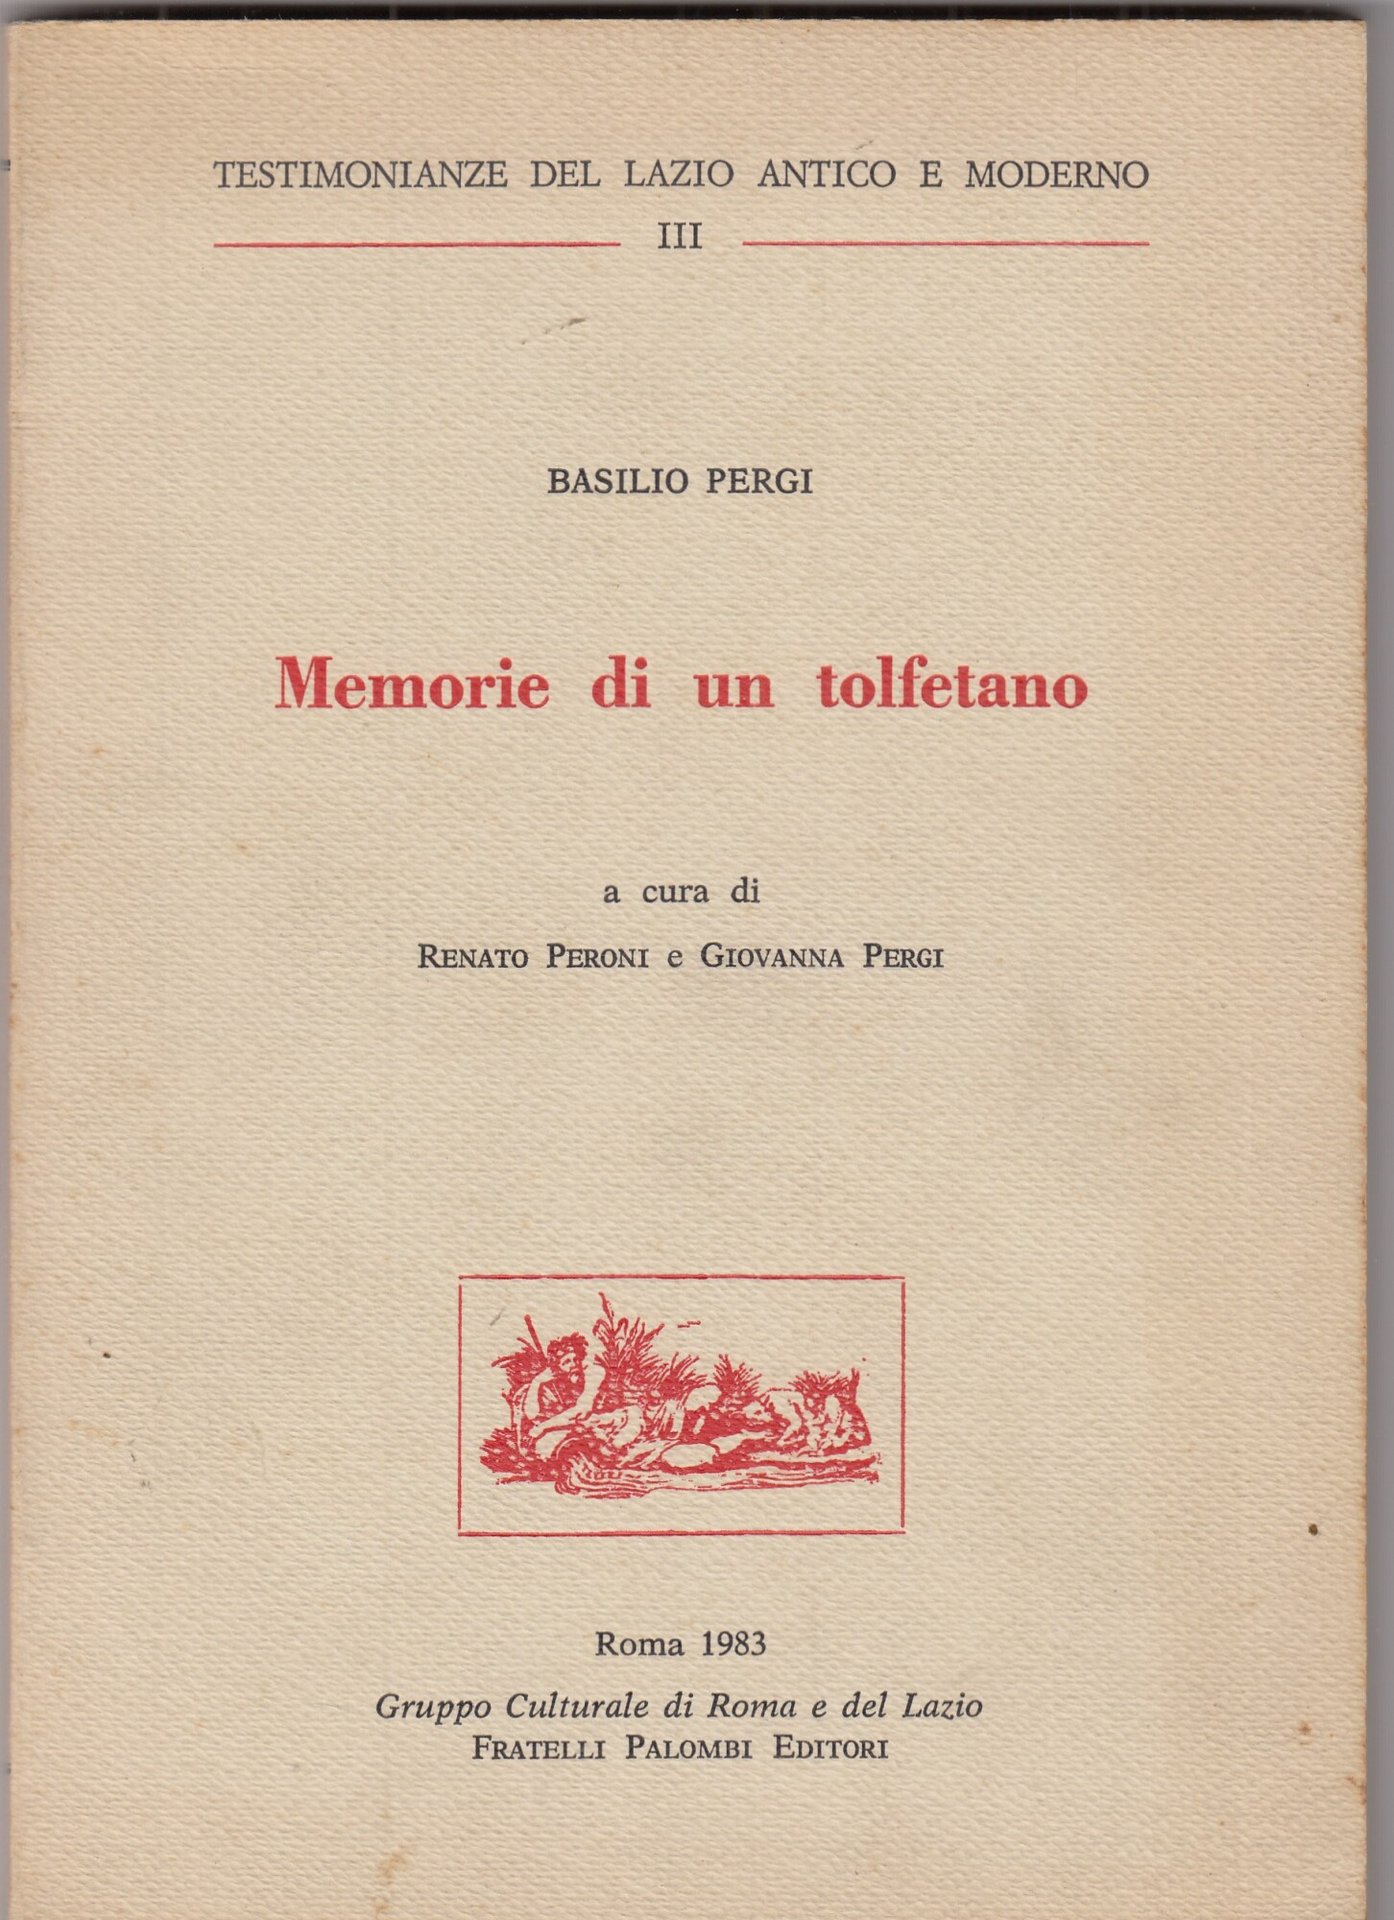 TESTIMONIANZE DEL LAZIO ANTICO E MODERNO
III
BASILIO PERGI
Memorie di un tolfetano
a cura di
RENATO PERONI e GIOVANNA PERGI
Roma 1983
Gruppo Culturale di Roma e del Lazio
FRATELLI PALOMBI EDITORI